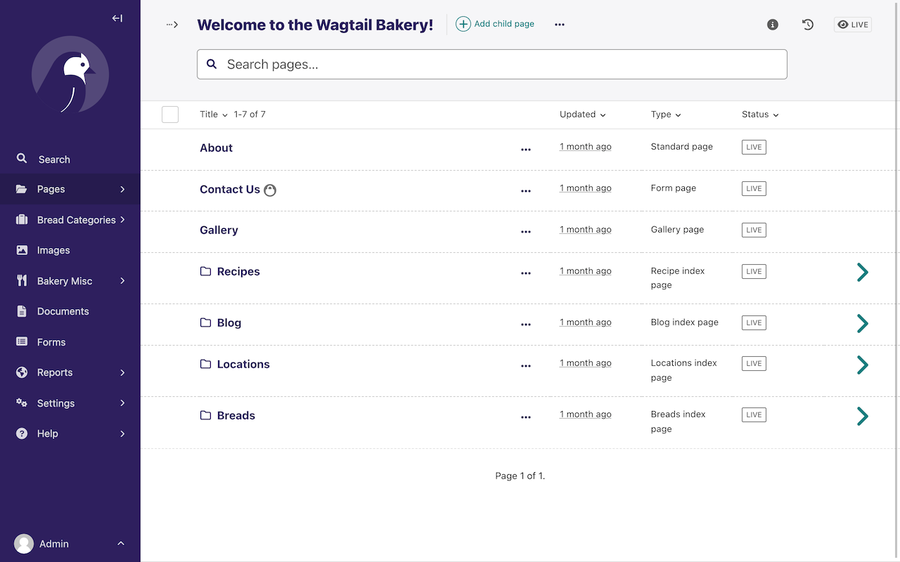 Welcome to the Wagtail Bakery!
Add child page
LIVE
Search pages...
Title 1-7 of 7 Updated Type Status
About 1 month ago Standard page LIVE
Contact Us 1 month ago Form page LIVE
Gallery 1 month ago Gallery page LIVE
Recipes 1 month ago Recipe index page LIVE
Blog 1 month ago Blog index page LIVE
Locations 1 month ago Locations index page LIVE
Breads 1 month ago Breads index page LIVE
Page 1 of 1.
Search
Pages
Bread Categories
Images
Bakery Misc
Documents
Forms
Reports
Settings
Help
Admin